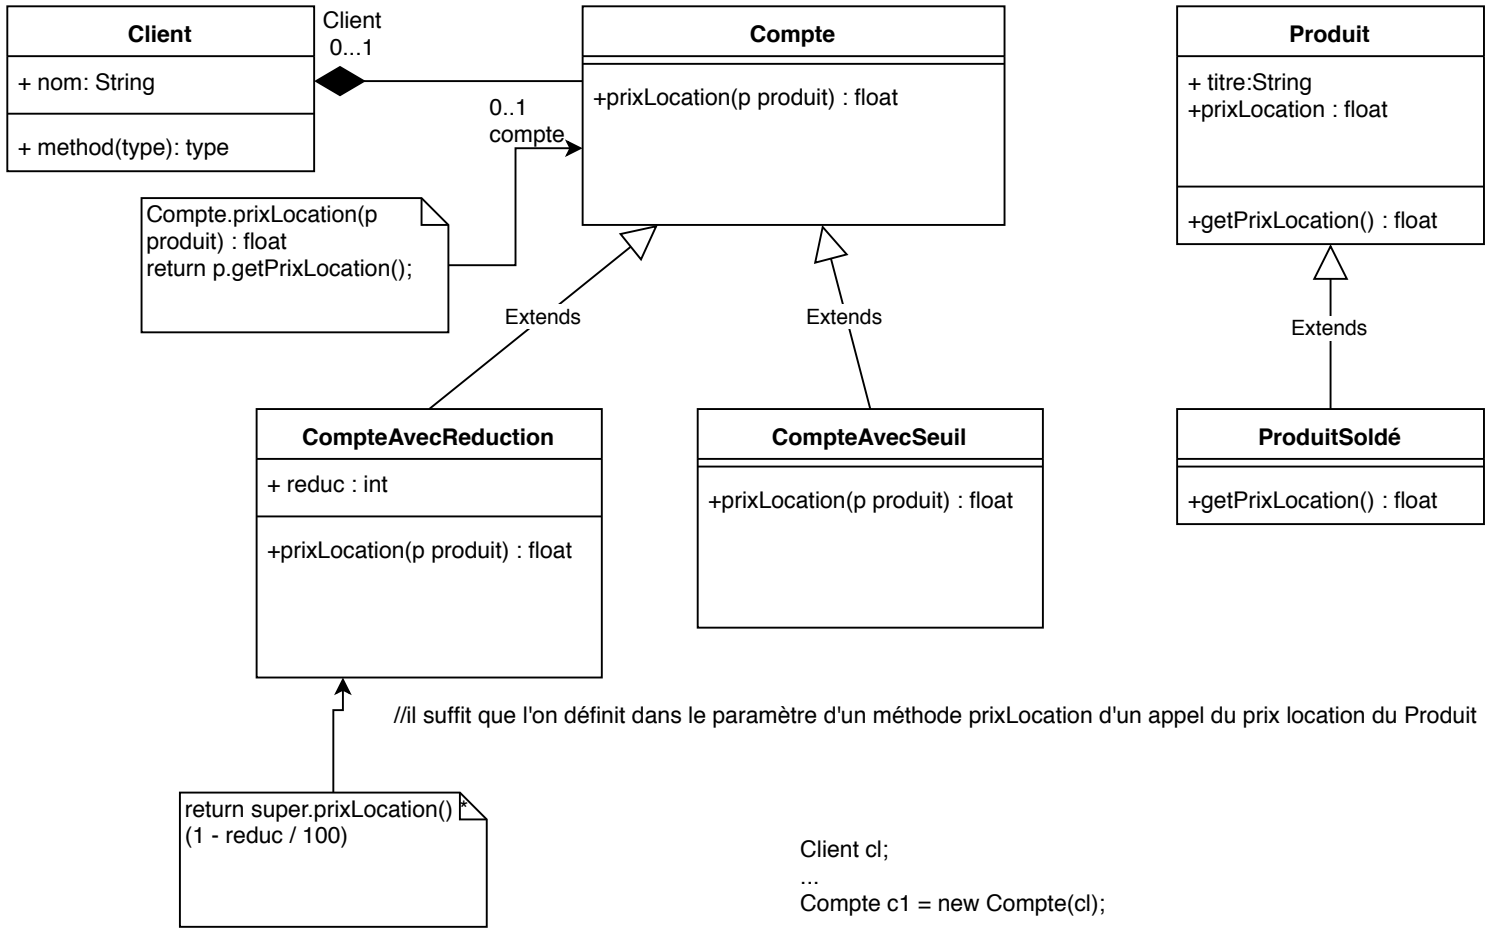 Client
+ nom: String
+ method(type): type
Client
0...1
0..1
compte
Compte
+prixLocation(p produit) : float
Produit
+ titre:String
+prixLocation : float
+getPrixLocation() : float
Compte.prixLocation(p
produit) : float
return p.getPrixLocation();
Extends
Extends
Extends
CompteAvecReduction
+ reduc : int
+prixLocation(p produit) : float
CompteAvecSeuil
+prixLocation(p produit) : float
ProduitSoldé
+getPrixLocation() : float
//il suffit que l'on définit dans le paramètre d'un méthode prixLocation d'un appel du prix location du Produit
return super.prixLocation() *
(1 - reduc / 100)
Client cl;
...
Compte c1 = new Compte(cl);